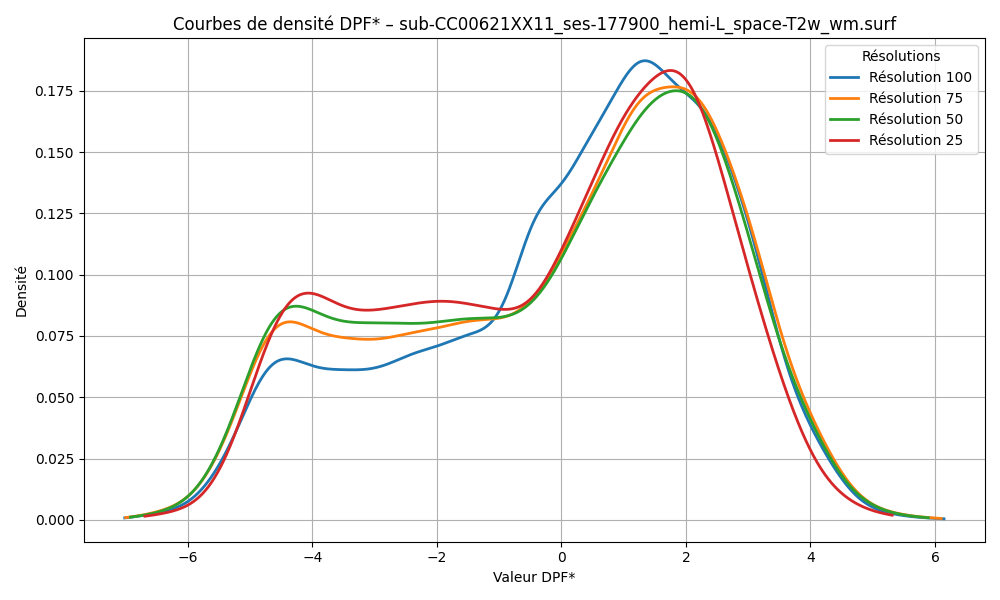 Courbes de densité DPF* – sub-CC00621XX11_ses-177900_hemi-L_space-T2w_wm.surf
Résolutions
Résolution 100
Résolution 75
Résolution 50
Résolution 25
Densité
0.175
0.150
0.125
0.100
0.075
0.050
0.025
0.000
−6 −4 −2 0 2 4 6
Valeur DPF*